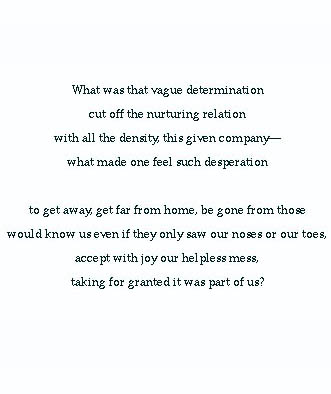 What was that vague determination
cut off the nurturing relation
with all the density, this given company—
what made one feel such desperation

to get away, get far from home, be gone from those
would know us even if they only saw our noses or our toes,
accept with joy our helpless mess,
taking for granted it was part of us?